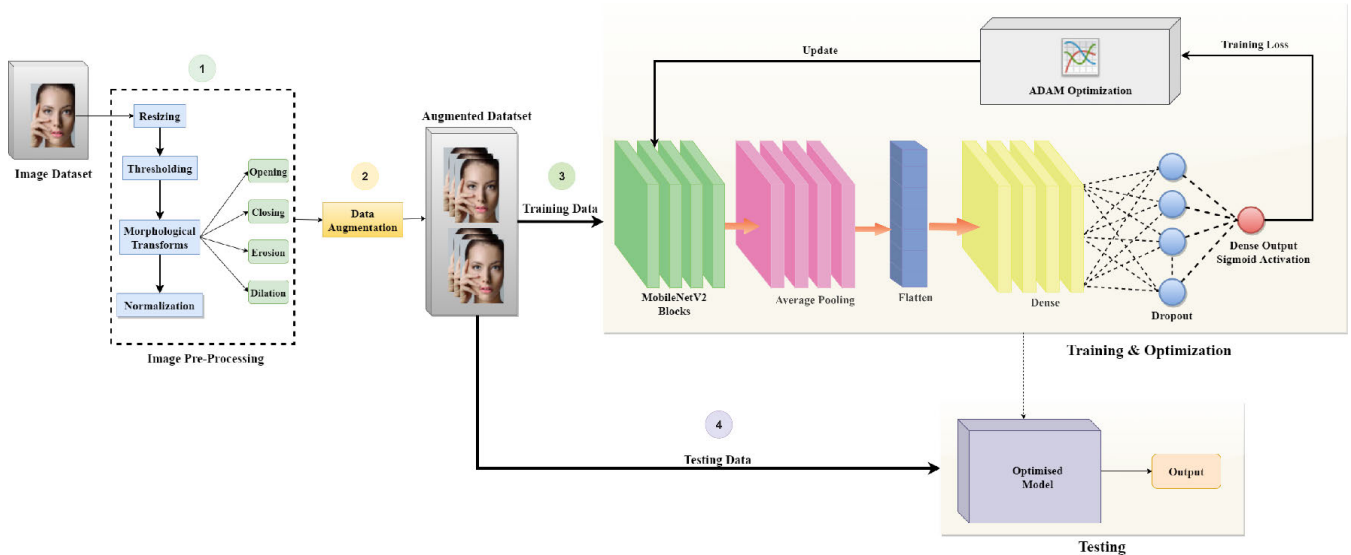 1
Image Dataset
Resizing
Thresholding
Morphological
Transforms
Normalization
Opening
Closing
Erosion
Dilation
Image Pre-Processing
2
Data
Augmentation
Augmented Datatset
3
Training Data
Update
ADAM Optimization
Training Loss
MobileNetV2
Blocks
Average Pooling
Flatten
Dense
Dropout
Dense Output
Sigmoid Activation
Training & Optimization
4
Testing Data
Optimised
Model
Output
Testing